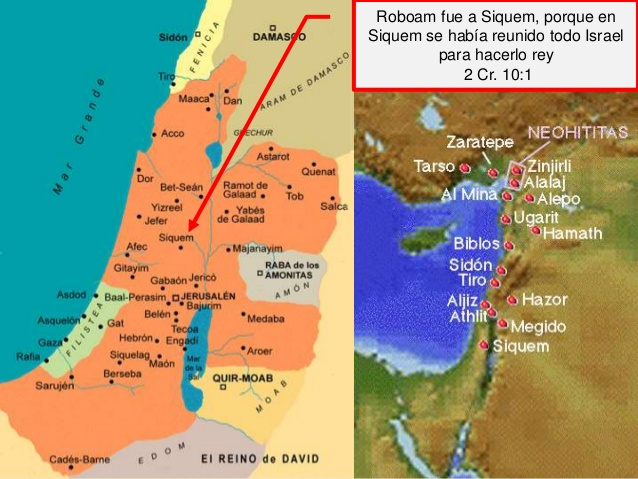 Roboam fue a Siquem, porque en
Siquem se había reunido todo Israel
para hacerlo rey
2 Cr. 10:1
Sidón
DAMASCO
FENICIA
Tiro
Maaca
Dan
ARAM DE DAMASCO
Mar Grande
Acco
GUECHUR
Astarot
Quenat
Dor
Bet-Seán
Ramot de
Galaad
Tob
Salca
Yizreel
Jefer
Yabés
de Galaad
Siquem
Afec
Majanayim
Gitayim
Gabaón
Jericó
RABA de los
AMONITAS
AMÓN
Asdod
Baal-Perasim
JERUSALÉN
Bajurim
Asquelón
Belén
Medaba
FILISTEA
Gat
Tecoa
Gaza
Hebrón
Engadí
Rafia
Siquelag
Maón
Mar
de la
Sal
Aroer
Berseba
Sarujén
QUIR-MOAB
MOAB
Cadés-Barne
EDOM
El REINO de DAVID
NEOHITITAS
Zaratepe
Tarso
Zinjirli
Alalaj
Al Mina
Alepo
Ugarit
Hamath
Biblos
Sidón
Tiro
Aljiz
Hazor
Athlit
Megido
Siquem